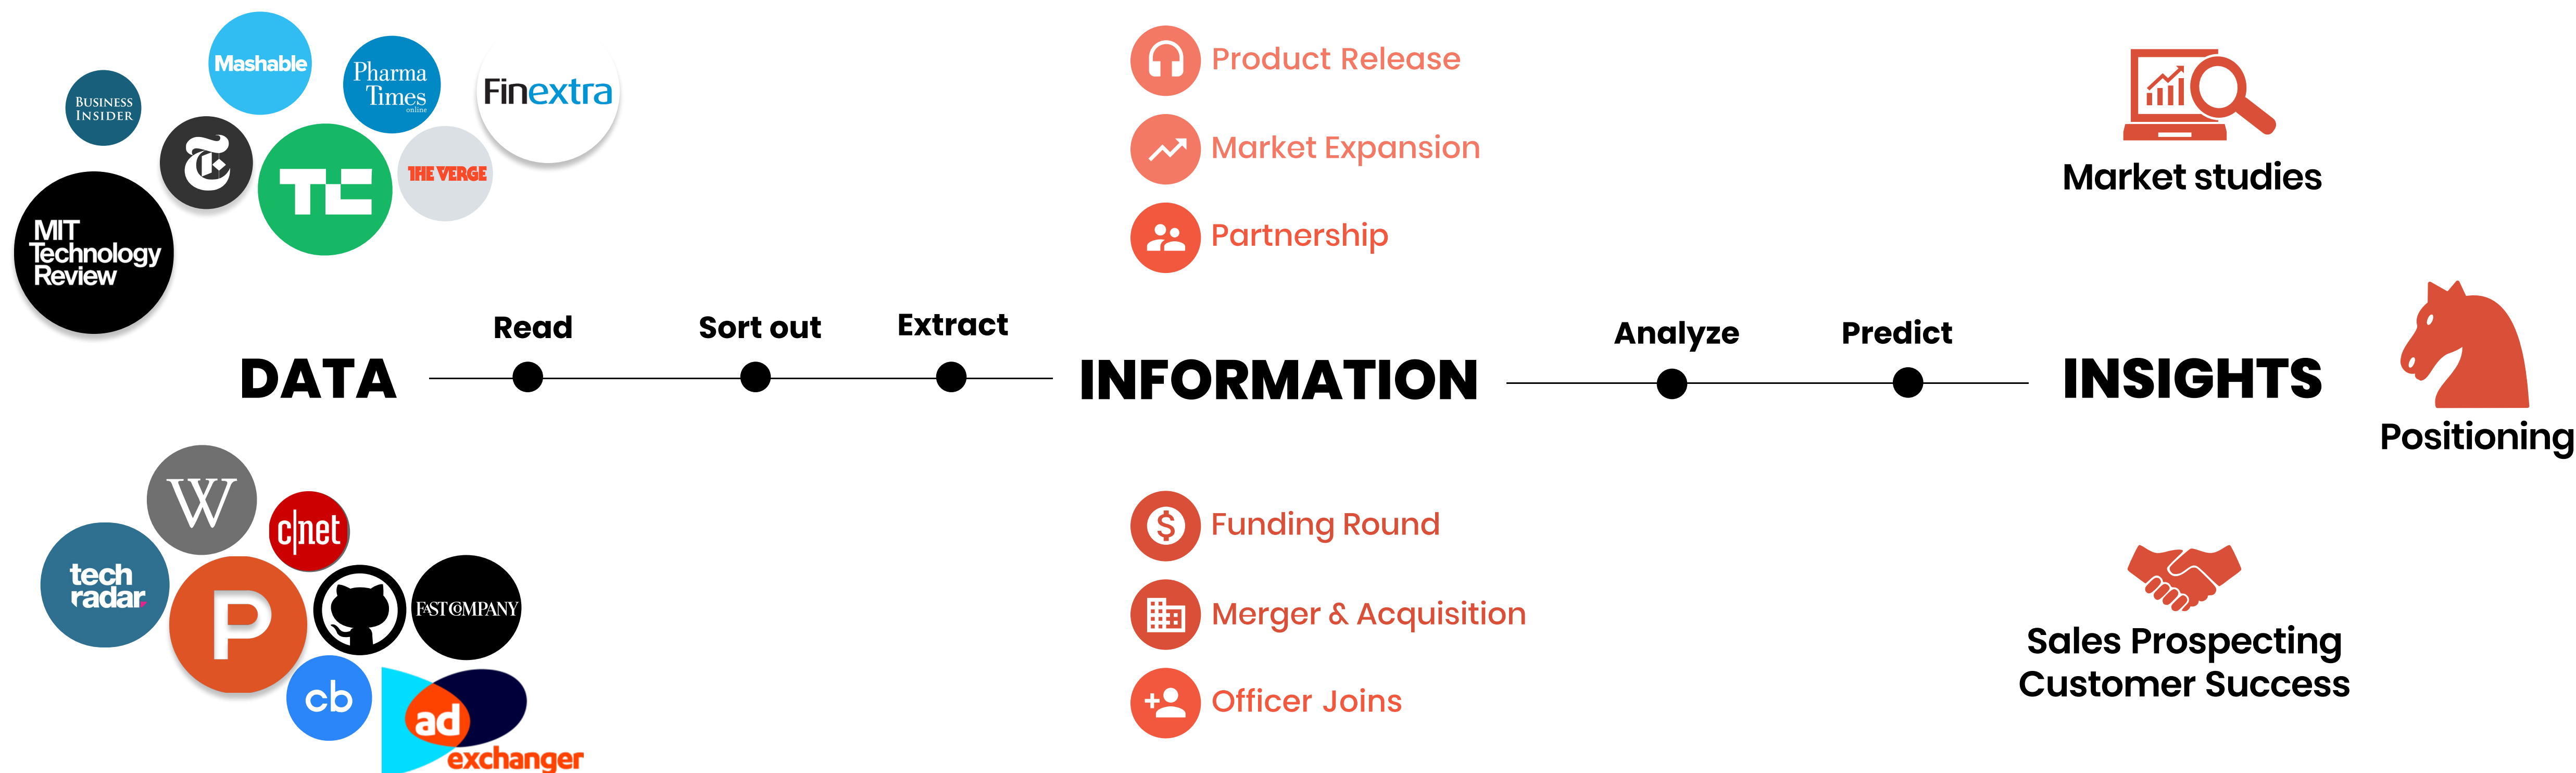 Mashable
BUSINESS
INSIDER
Pharma
Times
online
Finextra
T
TC
THE VERGE
MIT
Technology
Review
Product Release
Market Expansion
Partnership
Market studies
Read
Sort out
Extract
Analyze
Predict
DATA
INFORMATION
INSIGHTS
Positioning
W
c|net
tech
radar
P
FAST COMPANY
cb
ad
exchanger
Funding Round
$
Merger & Acquisition
Officer Joins
Sales Prospecting
Customer Success